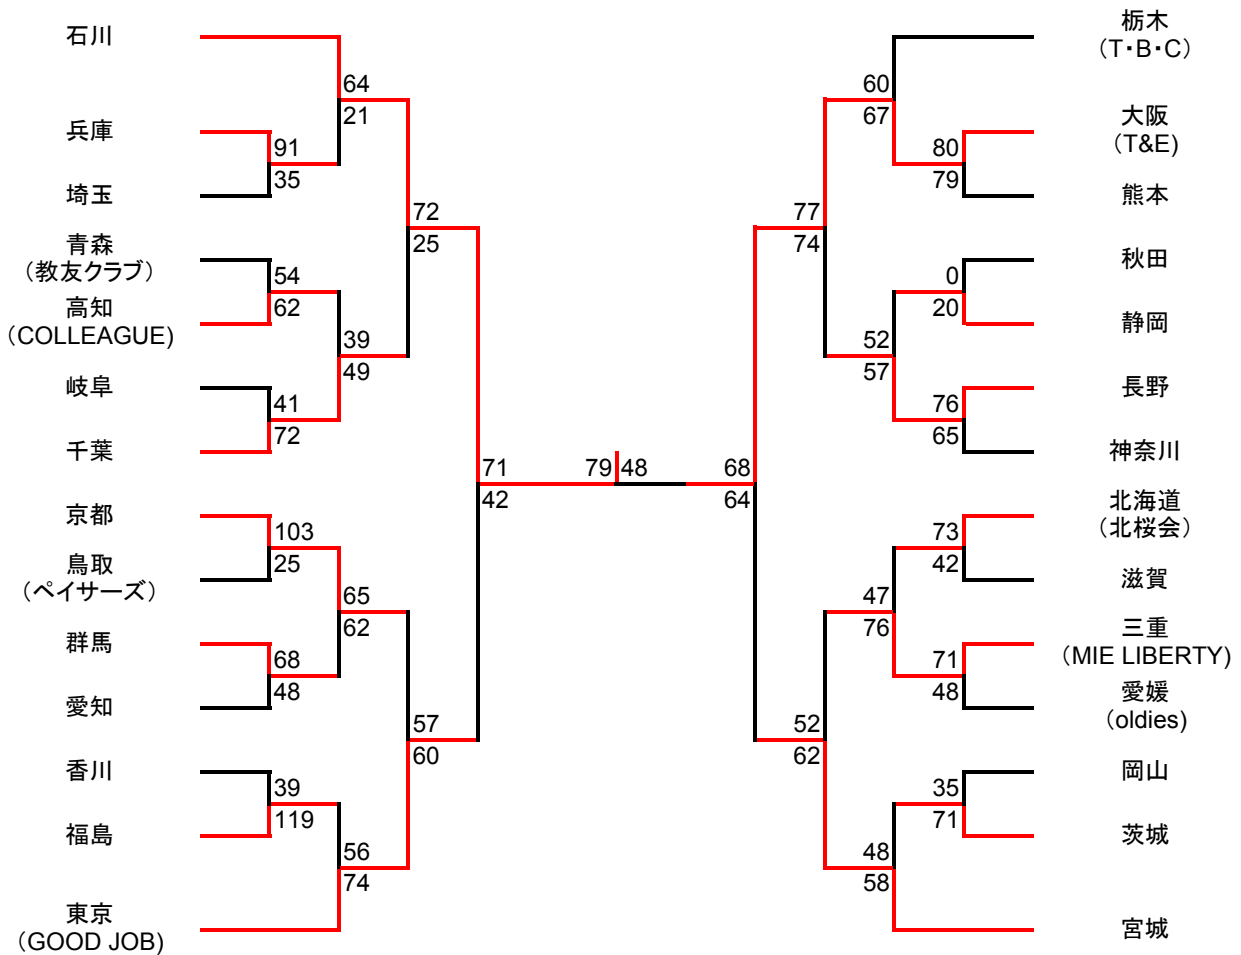 石川
64
21
兵庫
91
35
埼玉
72
25
青森
（教友クラブ）
54
62
高知
（COLLEAGUE）
39
49
岐阜
41
72
千葉
71
42
京都
103
25
鳥取
（ペイサーズ）
65
62
群馬
68
48
愛知
57
60
香川
39
119
福島
56
74
東京
（GOOD JOB）
79 48
栃木
（T・B・C）
60
67
大阪
（T&E）
80
79
熊本
77
74
秋田
0
20
静岡
52
57
長野
76
65
神奈川
68
64
北海道
（北桜会）
73
42
滋賀
47
76
三重
（MIE LIBERTY）
71
48
愛媛
（oldies）
52
62
岡山
35
71
茨城
48
58
宮城